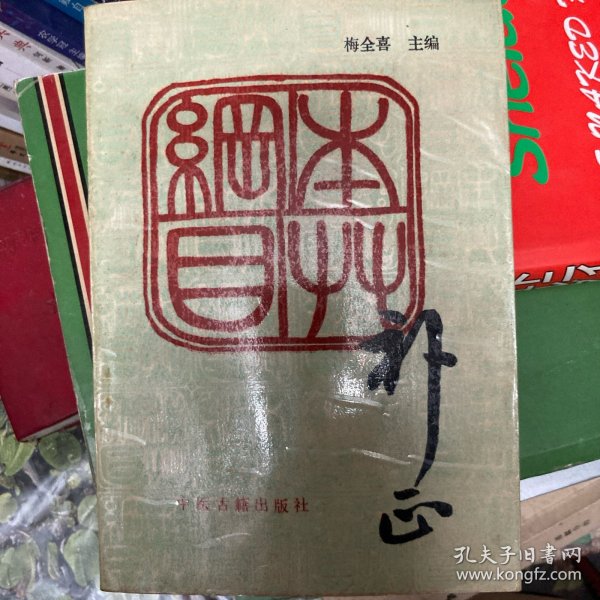 梅全喜 主编
本草
綱目
补正
中医古籍出版社
孔夫子旧书网
www.kongfz.com